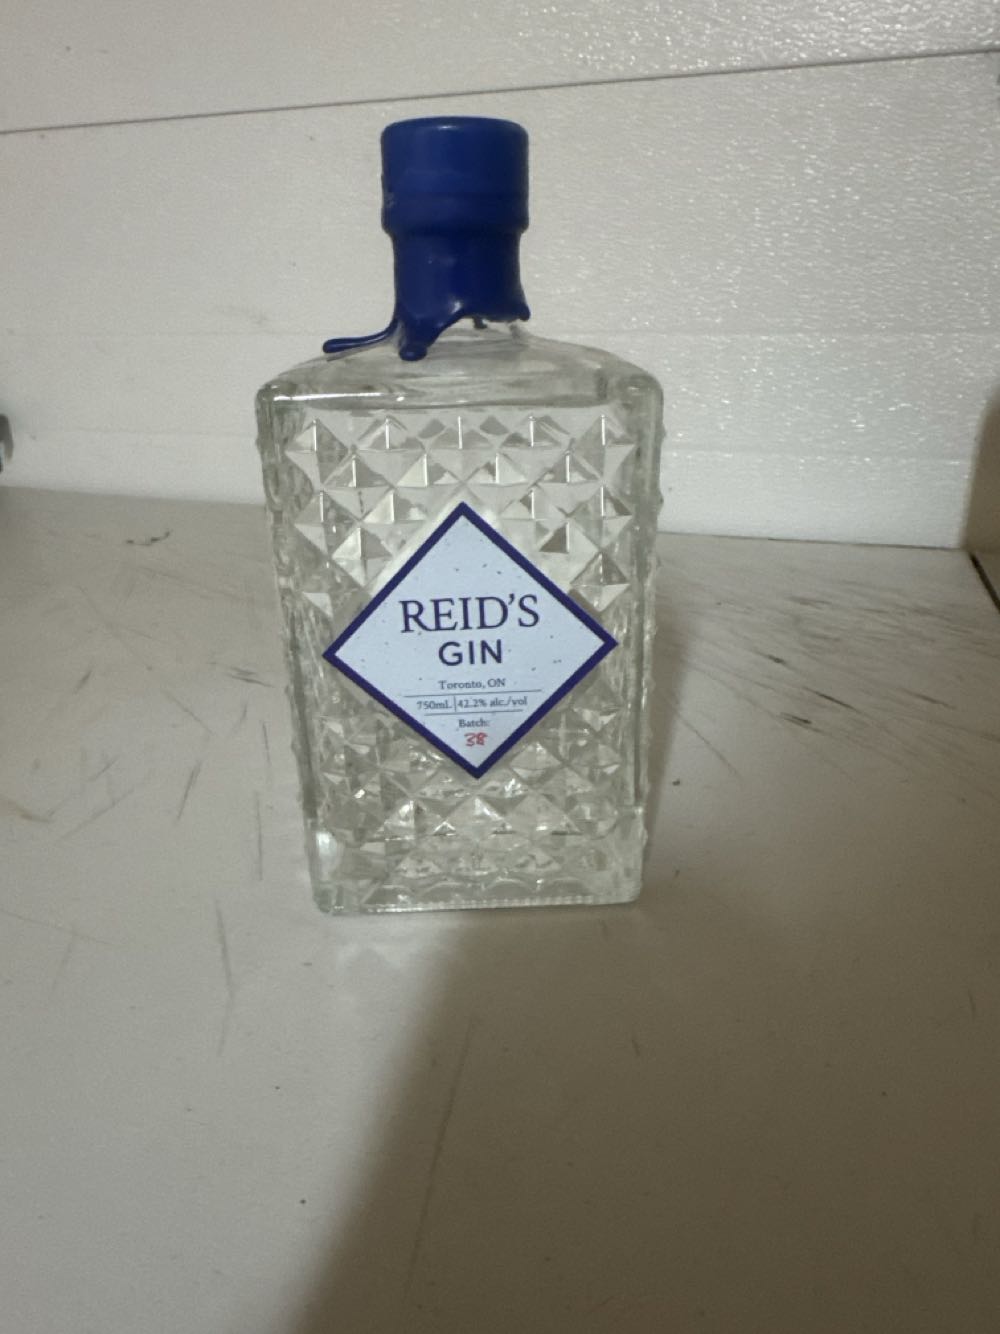 REID'S
GIN
Toronto, ON
750mL | 42.2% alc./vol
Batch:
38